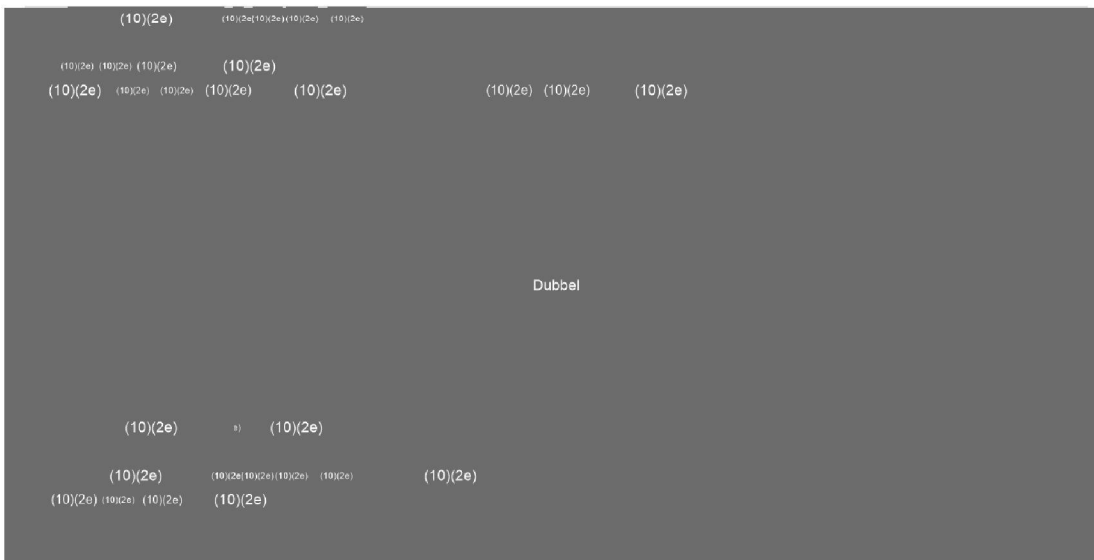 (10)(2e) (10)(2e(10)(2e) (10)(2e) (10)(2e)
(10)(2e) (10)(2e) (10)(2e) (10)(2e)
(10)(2e) (10)(2e) (10)(2e) (10)(2e) (10)(2e) (10)(2e) (10)(2e) (10)(2e)
Dubbel
(10)(2e) e) (10)(2e)
(10)(2e) (10)(2e(10)(2e) (10)(2e) (10)(2e) (10)(2e)
(10)(2e) (10)(2e) (10)(2e) (10)(2e)